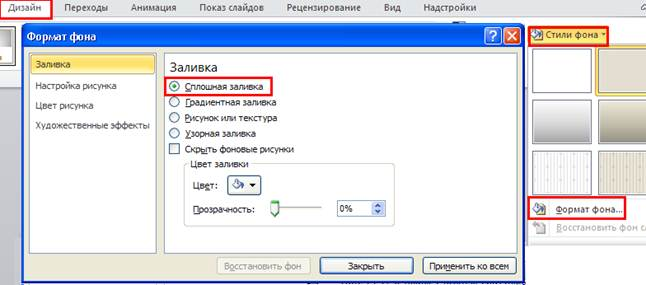 Дизайн Переходы Анимация Показ слайдов Рецензирование Вид Надстройки
Стили фона
Формат фона
Заливка
Настройка рисунка
Цвет рисунка
Художественные эффекты
Заливка
Сплошная заливка
Градиентная заливка
Рисунок или текстура
Узорная заливка
Скрыть фоновые рисунки
Цвет заливки
Цвет:
Прозрачность: 0%
Восстановить фон Закрыть Применить ко всем
Формат фона...
Восстановить фон